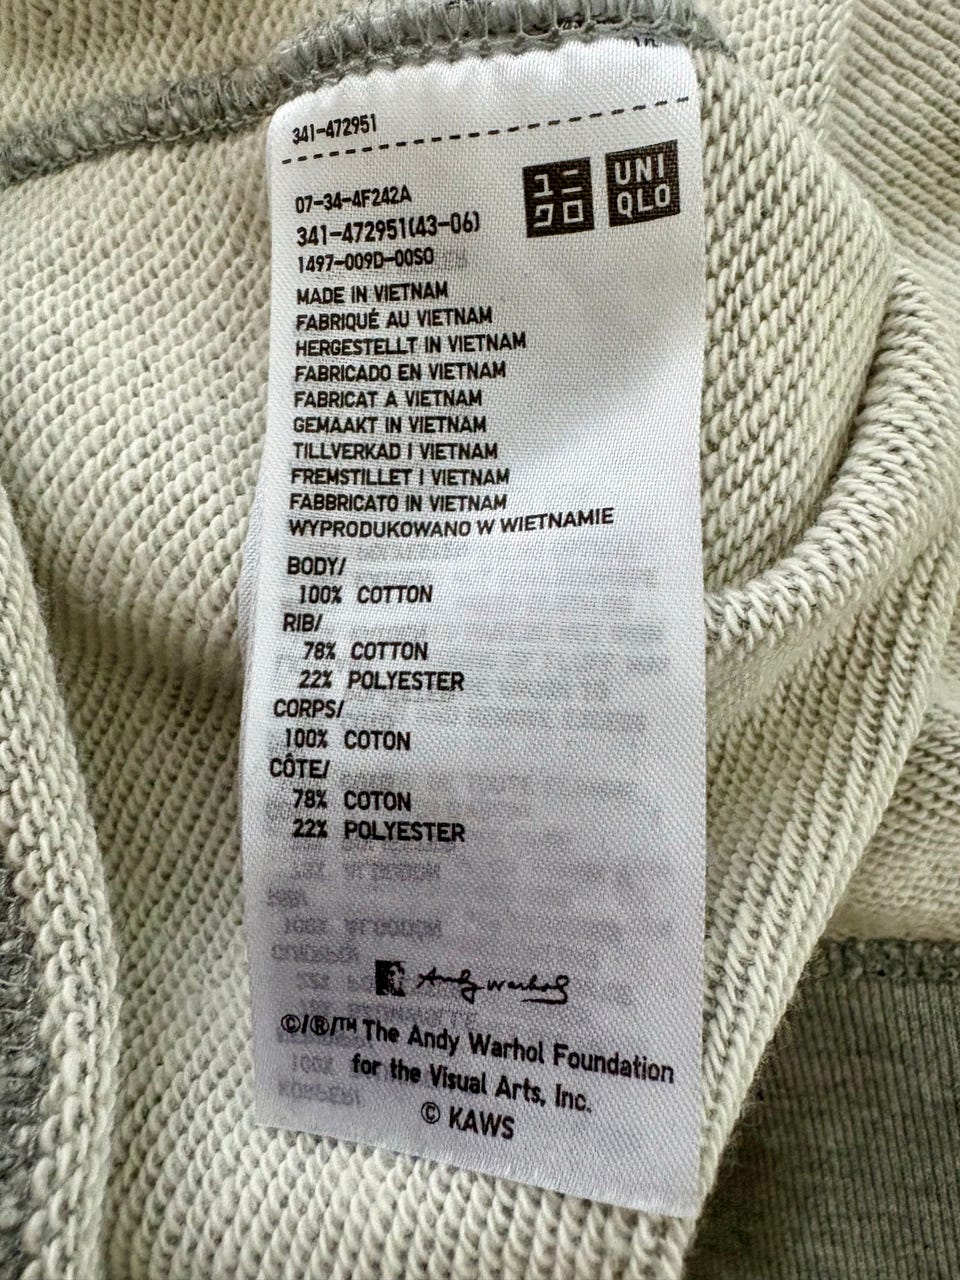 341-472951
ユニ
クロ
UNI
QLO
07-34-4F242A
341-472951(43-06)
1497-009D-00S0
MADE IN VIETNAM
FABRIQUÉ AU VIETNAM
HERGESTELLT IN VIETNAM
FABRICADO EN VIETNAM
FABRICAT A VIETNAM
GEMAAKT IN VIETNAM
TILLVERKAD I VIETNAM
FREMSTILLET I VIETNAM
FABBRICATO IN VIETNAM
WYPRODUKOWANO W WIETNAMIE
BODY/
100% COTTON
RIB/
78% COTTON
22% POLYESTER
CORPS/
100% COTON
CÔTE/
78% COTON
22% POLYESTER
Andy Warhol
©/®/™ The Andy Warhol Foundation
for the Visual Arts, Inc.
© KAWS